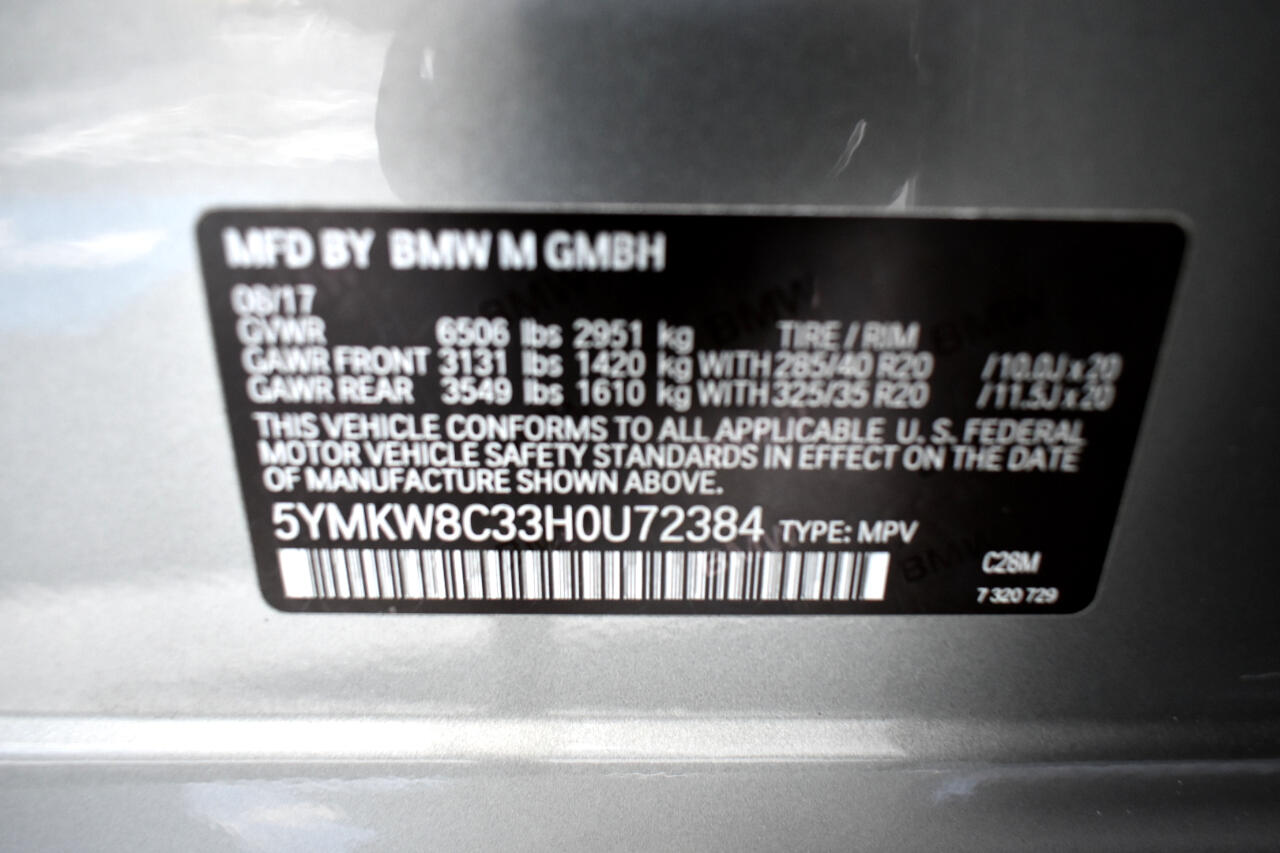 MFD BY BMW M GMBH
08/17
GVWR 6506 lbs 2951 kg TIRE / RIM
GAWR FRONT 3131 lbs 1420 kg WITH 285/40 R20 /10.0J x 20
GAWR REAR 3549 lbs 1610 kg WITH 325/35 R20 /11.5J x 20
THIS VEHICLE CONFORMS TO ALL APPLICABLE U. S. FEDERAL
MOTOR VEHICLE SAFETY STANDARDS IN EFFECT ON THE DATE
OF MANUFACTURE SHOWN ABOVE.
5YMKW8C33H0U72384 TYPE: MPV
C28M
7 320 729